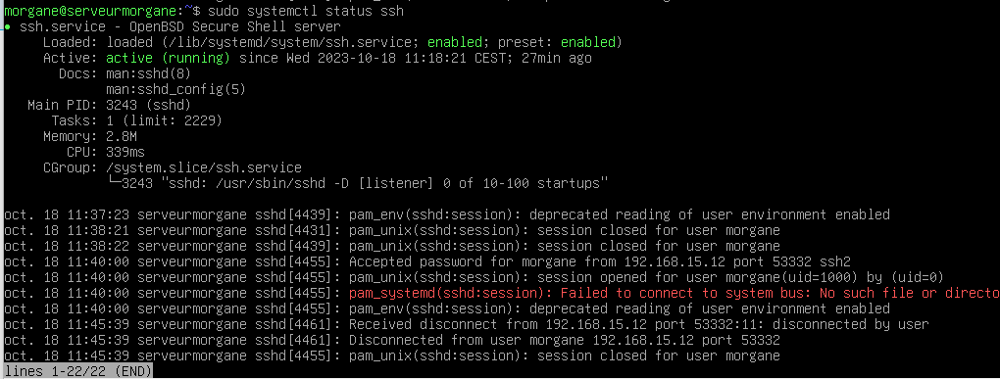 morgane@serveurmorgane:~$ sudo systemctl status ssh
● ssh.service - OpenBSD Secure Shell server
Loaded: loaded (/lib/systemd/system/ssh.service; enabled; preset: enabled)
Active: active (running) since Wed 2023-10-18 11:18:21 CEST; 27min ago
Docs: man:sshd(8)
man:sshd_config(5)
Main PID: 3243 (sshd)
Tasks: 1 (limit: 2229)
Memory: 2.8M
CPU: 339ms
CGroup: /system.slice/ssh.service
└─3243 "sshd: /usr/sbin/sshd -D [listener] 0 of 10-100 startups"
oct. 18 11:37:23 serveurmorgane sshd[4439]: pam_env(sshd:session): deprecated reading of user environment enabled
oct. 18 11:38:21 serveurmorgane sshd[4431]: pam_unix(sshd:session): session closed for user morgane
oct. 18 11:38:22 serveurmorgane sshd[4439]: pam_unix(sshd:session): session closed for user morgane
oct. 18 11:40:00 serveurmorgane sshd[4455]: Accepted password for morgane from 192.168.15.12 port 53332 ssh2
oct. 18 11:40:00 serveurmorgane sshd[4455]: pam_unix(sshd:session): session opened for user morgane(uid=1000) by (uid=0)
oct. 18 11:40:00 serveurmorgane sshd[4455]: pam_systemd(sshd:session): Failed to connect to system bus: No such file or directo
oct. 18 11:40:00 serveurmorgane sshd[4455]: pam_env(sshd:session): deprecated reading of user environment enabled
oct. 18 11:45:39 serveurmorgane sshd[4461]: Received disconnect from 192.168.15.12 port 53332:11: disconnected by user
oct. 18 11:45:39 serveurmorgane sshd[4461]: Disconnected from user morgane 192.168.15.12 port 53332
oct. 18 11:45:39 serveurmorgane sshd[4455]: pam_unix(sshd:session): session closed for user morgane
lines 1-22/22 (END)